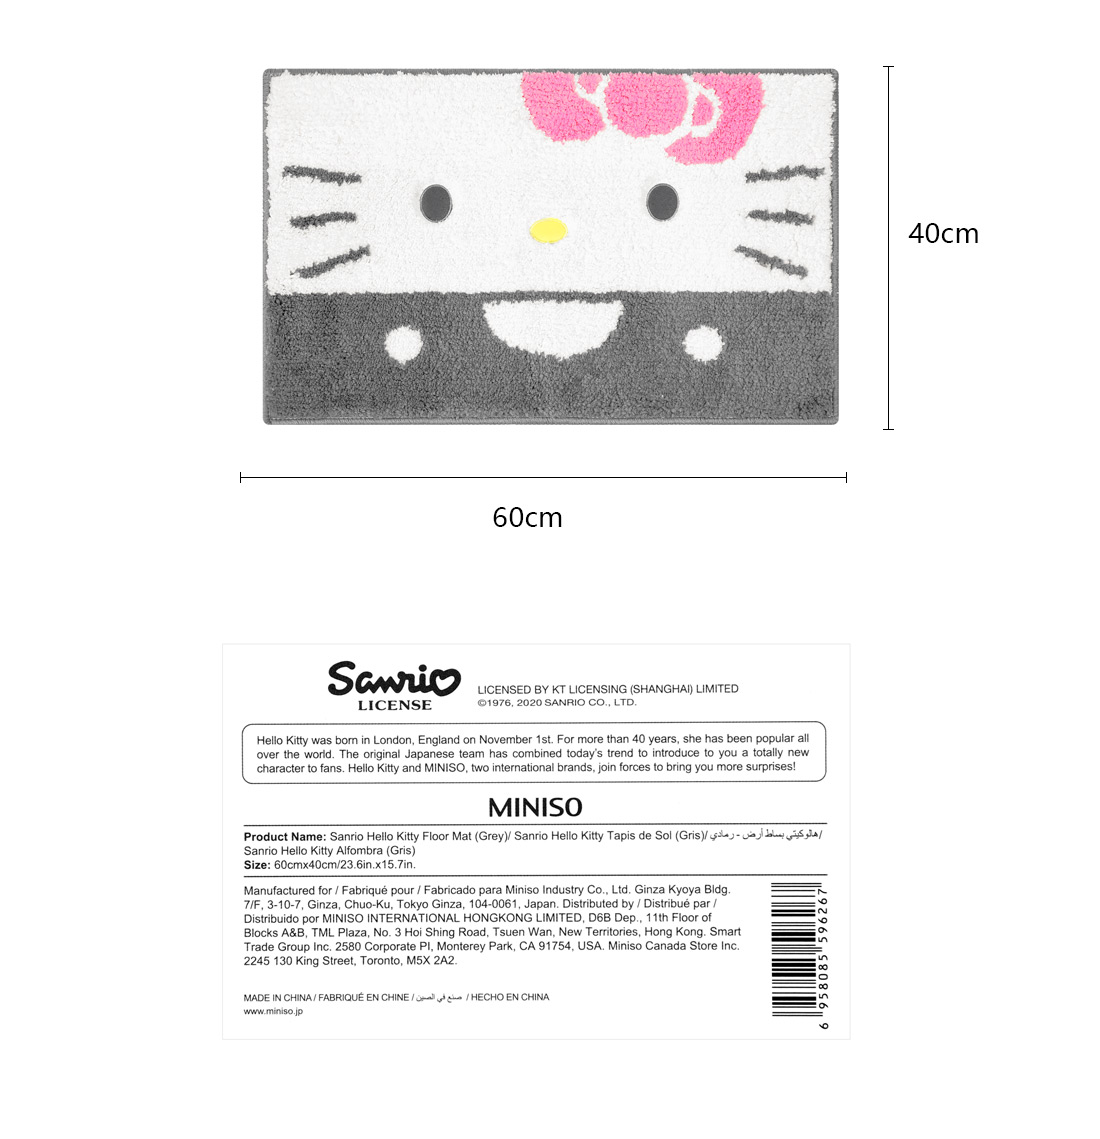 40cm
60cm
Sanrio
LICENSE
LICENSED BY KT LICENSING (SHANGHAI) LIMITED
©1976, 2020 SANRIO CO., LTD.
Hello Kitty was born in London, England on November 1st. For more than 40 years, she has been popular all
over the world. The original Japanese team has combined today's trend to introduce to you a totally new
character to fans. Hello Kitty and MINISO, two international brands, join forces to bring you more surprises!
MINISO
Product Name: Sanrio Hello Kitty Floor Mat (Grey)/ Sanrio Hello Kitty Tapis de Sol (Gris)/ هالوكيتي بساط أرض - رمادي/
Sanrio Hello Kitty Alfombra (Gris)
Size: 60cmx40cm/23.6in.x15.7in.
Manufactured for / Fabriqué pour / Fabricado para Miniso Industry Co., Ltd. Ginza Kyoya Bldg.
7/F, 3-10-7, Ginza, Chuo-Ku, Tokyo Ginza, 104-0061, Japan. Distributed by / Distribué par /
Distribuido por MINISO INTERNATIONAL HONGKONG LIMITED, D6B Dep., 11th Floor of
Blocks A&B, TML Plaza, No. 3 Hoi Shing Road, Tsuen Wan, New Territories, Hong Kong. Smart
Trade Group Inc. 2580 Corporate Pl, Monterey Park, CA 91754, USA. Miniso Canada Store Inc.
2245 130 King Street, Toronto, M5X 2A2.
MADE IN CHINA / FABRIQUÉ EN CHINE / صنع في الصين / HECHO EN CHINA
www.miniso.jp
6 958085 596267